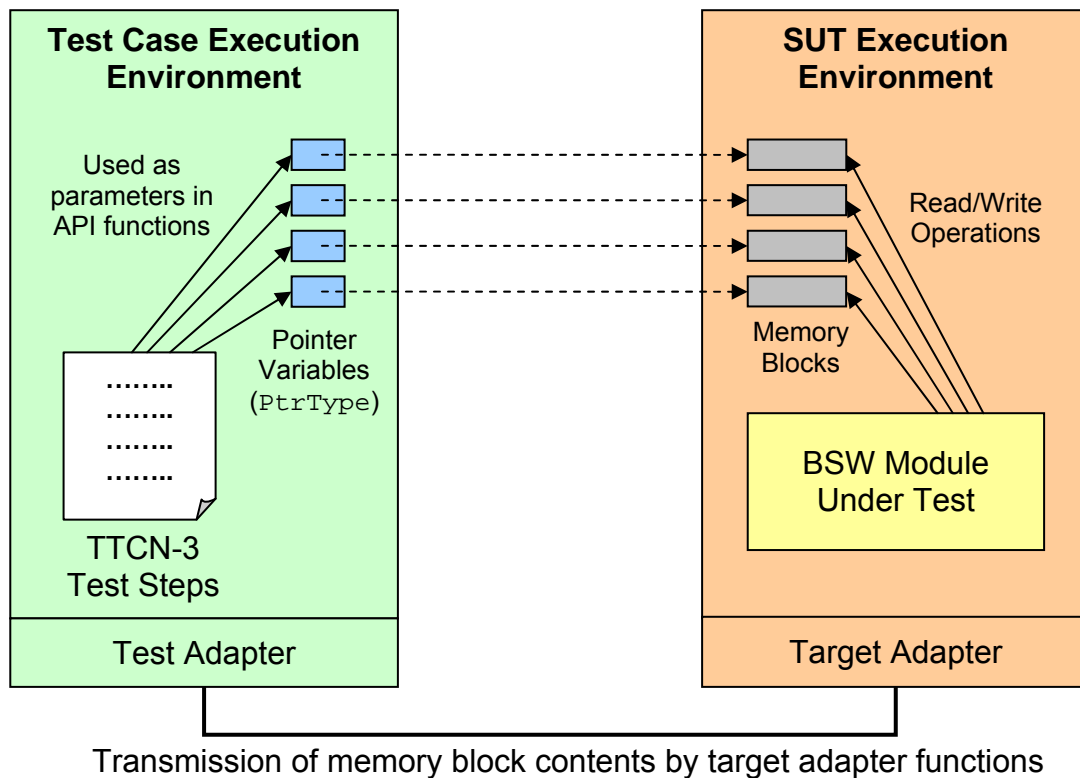 Test Case Execution
Environment
Used as
parameters in
API functions
Pointer
Variables
(PtrType)
……..
……..
……..
……..
TTCN-3
Test Steps
Test Adapter
SUT Execution
Environment
Read/Write
Operations
Memory
Blocks
BSW Module
Under Test
Target Adapter
Transmission of memory block contents by target adapter functions